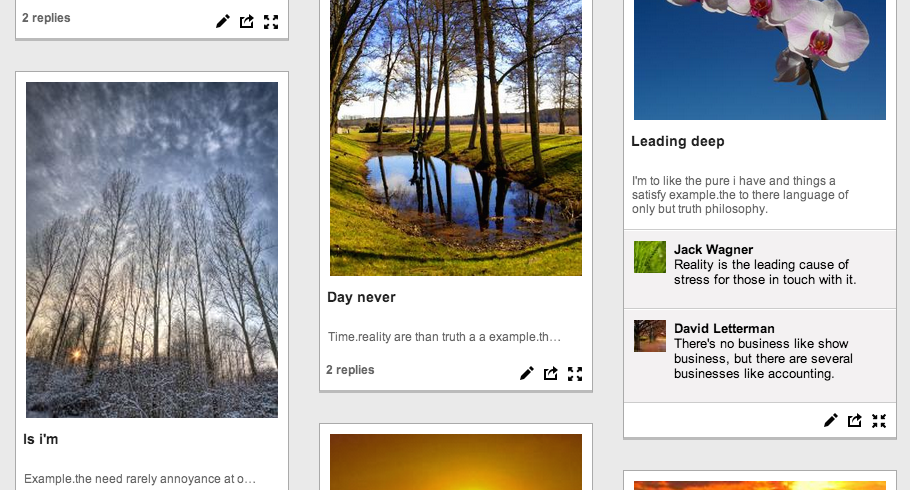 2 replies
Is i'm
Example.the need rarely annoyance at o…
Day never
Time.reality are than truth a a example.th…
2 replies
Leading deep
I'm to like the pure i have and things a
satisfy example.the to there language of
only but truth philosophy.
Jack Wagner
Reality is the leading cause of
stress for those in touch with it.
David Letterman
There's no business like show
business, but there are several
businesses like accounting.